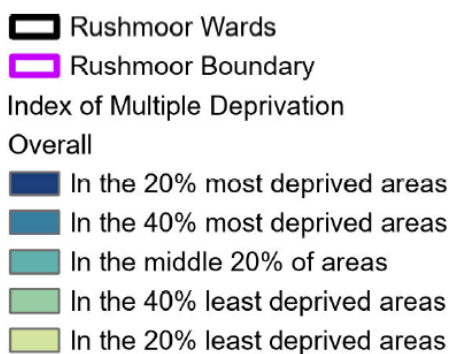 Rushmoor Wards
Rushmoor Boundary
Index of Multiple Deprivation
Overall
In the 20% most deprived areas
In the 40% most deprived areas
In the middle 20% of areas
In the 40% least deprived areas
In the 20% least deprived areas